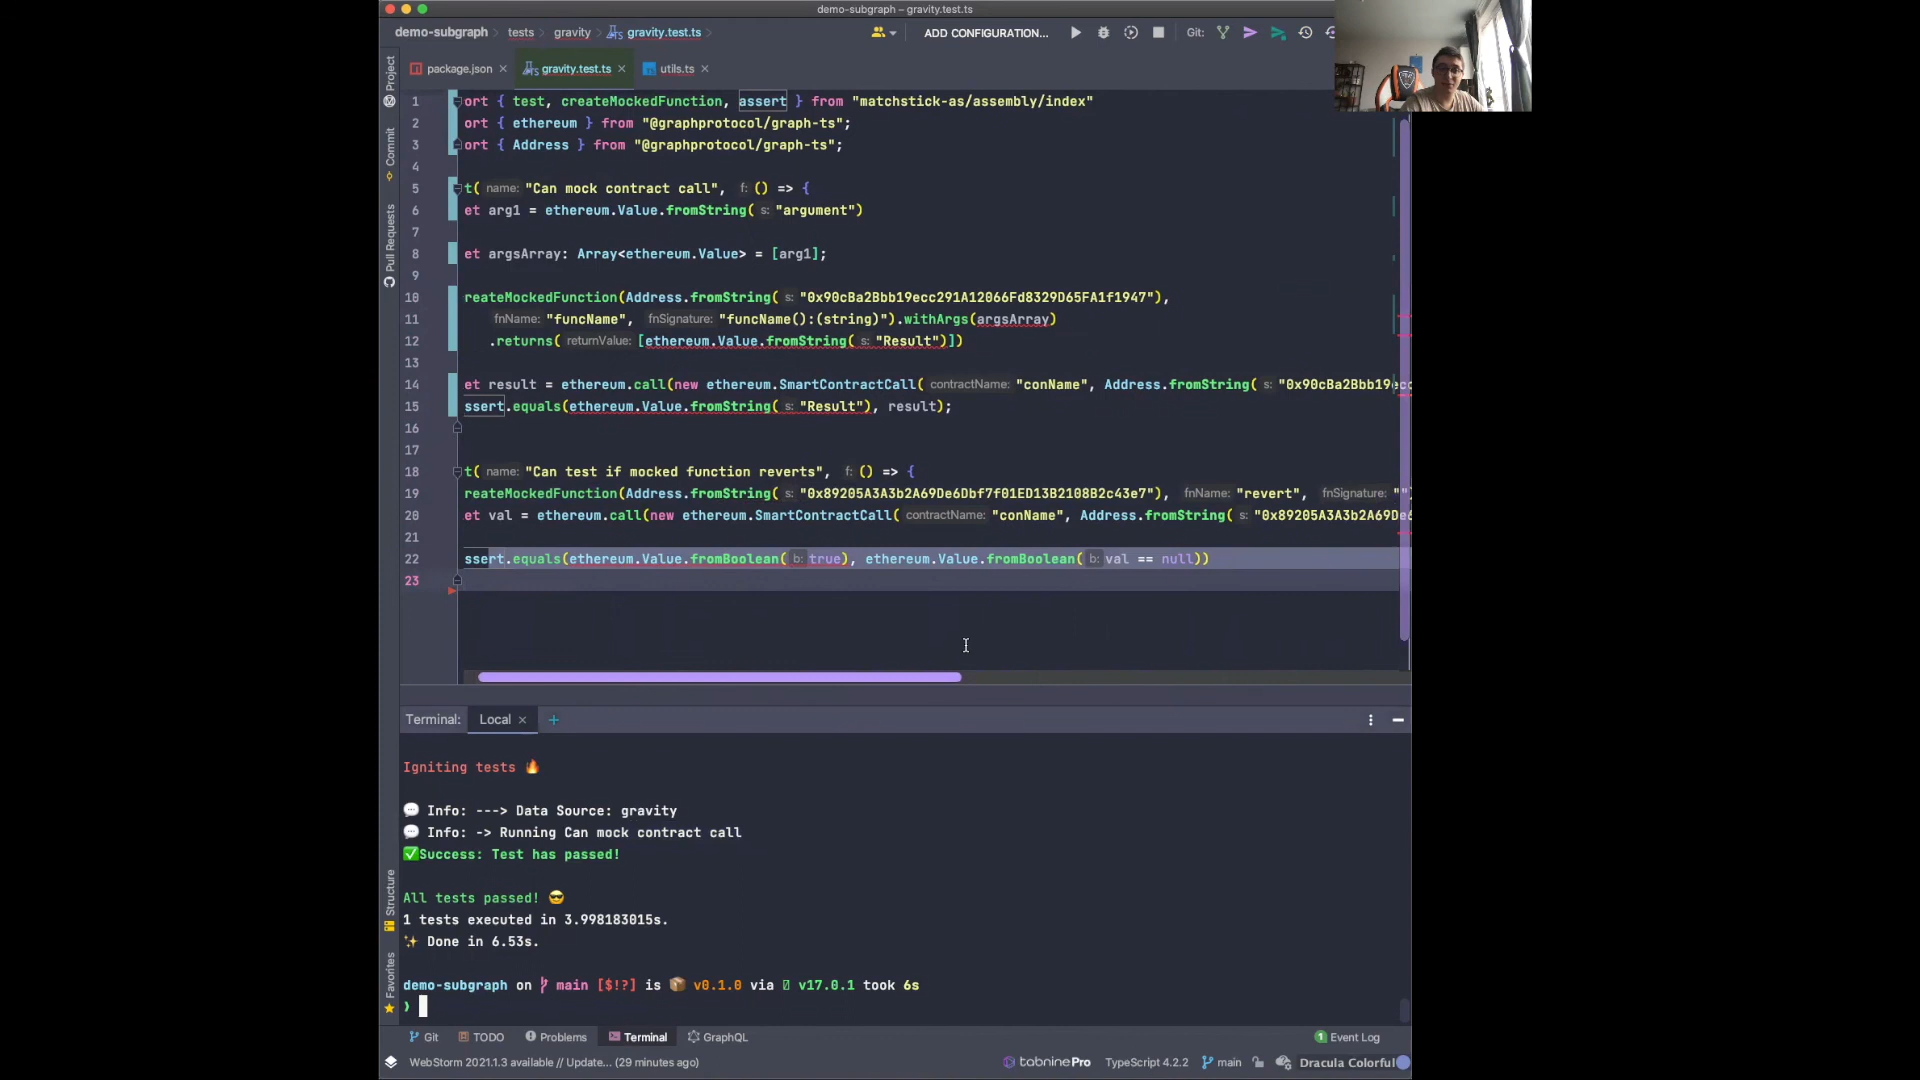 demo-subgraph – gravity.test.ts
demo-subgraph › tests › gravity › gravity.test.ts ›
ADD CONFIGURATION...
Git:
package.json ×
gravity.test.ts ×
utils.ts ×
Project
Commit
Pull Requests
Structure
Favorites
1 ort { test, createMockedFunction, assert } from "matchstick-as/assembly/index"
2 ort { ethereum } from "@graphprotocol/graph-ts";
3 ort { Address } from "@graphprotocol/graph-ts";
4
5 t( name: "Can mock contract call", f: () => {
6 et arg1 = ethereum.Value.fromString( s: "argument")
7
8 et argsArray: Array<ethereum.Value> = [arg1];
9
10 reateMockedFunction(Address.fromString( s: "0x90cBa2Bbb19ecc291A12066Fd8329D65FA1f1947"),
11 fnName: "funcName", fnSignature: "funcName():(string)").withArgs(argsArray)
12 .returns( returnValue: [ethereum.Value.fromString( s: "Result")])
13
14 et result = ethereum.call(new ethereum.SmartContractCall( contractName: "conName", Address.fromString( s: "0x90cBa2Bbb19ecc
15 ssert.equals(ethereum.Value.fromString( s: "Result"), result);
16
17
18 t( name: "Can test if mocked function reverts", f: () => {
19 reateMockedFunction(Address.fromString( s: "0x89205A3A3b2A69De6Dbf7f01ED13B2108B2c43e7"), fnName: "revert", fnSignature: "")
20 et val = ethereum.call(new ethereum.SmartContractCall( contractName: "conName", Address.fromString( s: "0x89205A3A3b2A69De6
21
22 ssert.equals(ethereum.Value.fromBoolean( b: true), ethereum.Value.fromBoolean( b: val == null))
23
Terminal: Local × +
Igniting tests 🔥
💬 Info: ---> Data Source: gravity
💬 Info: -> Running Can mock contract call
✅Success: Test has passed!
All tests passed! 😎
1 tests executed in 3.998183015s.
✨ Done in 6.53s.
demo-subgraph on main [$!?] is 📦 v0.1.0 via v17.0.1 took 6s
❯
Git TODO Problems Terminal GraphQL
1 Event Log
WebStorm 2021.1.3 available // Update... (29 minutes ago)
tabninePro TypeScript 4.2.2 main Dracula Colorful